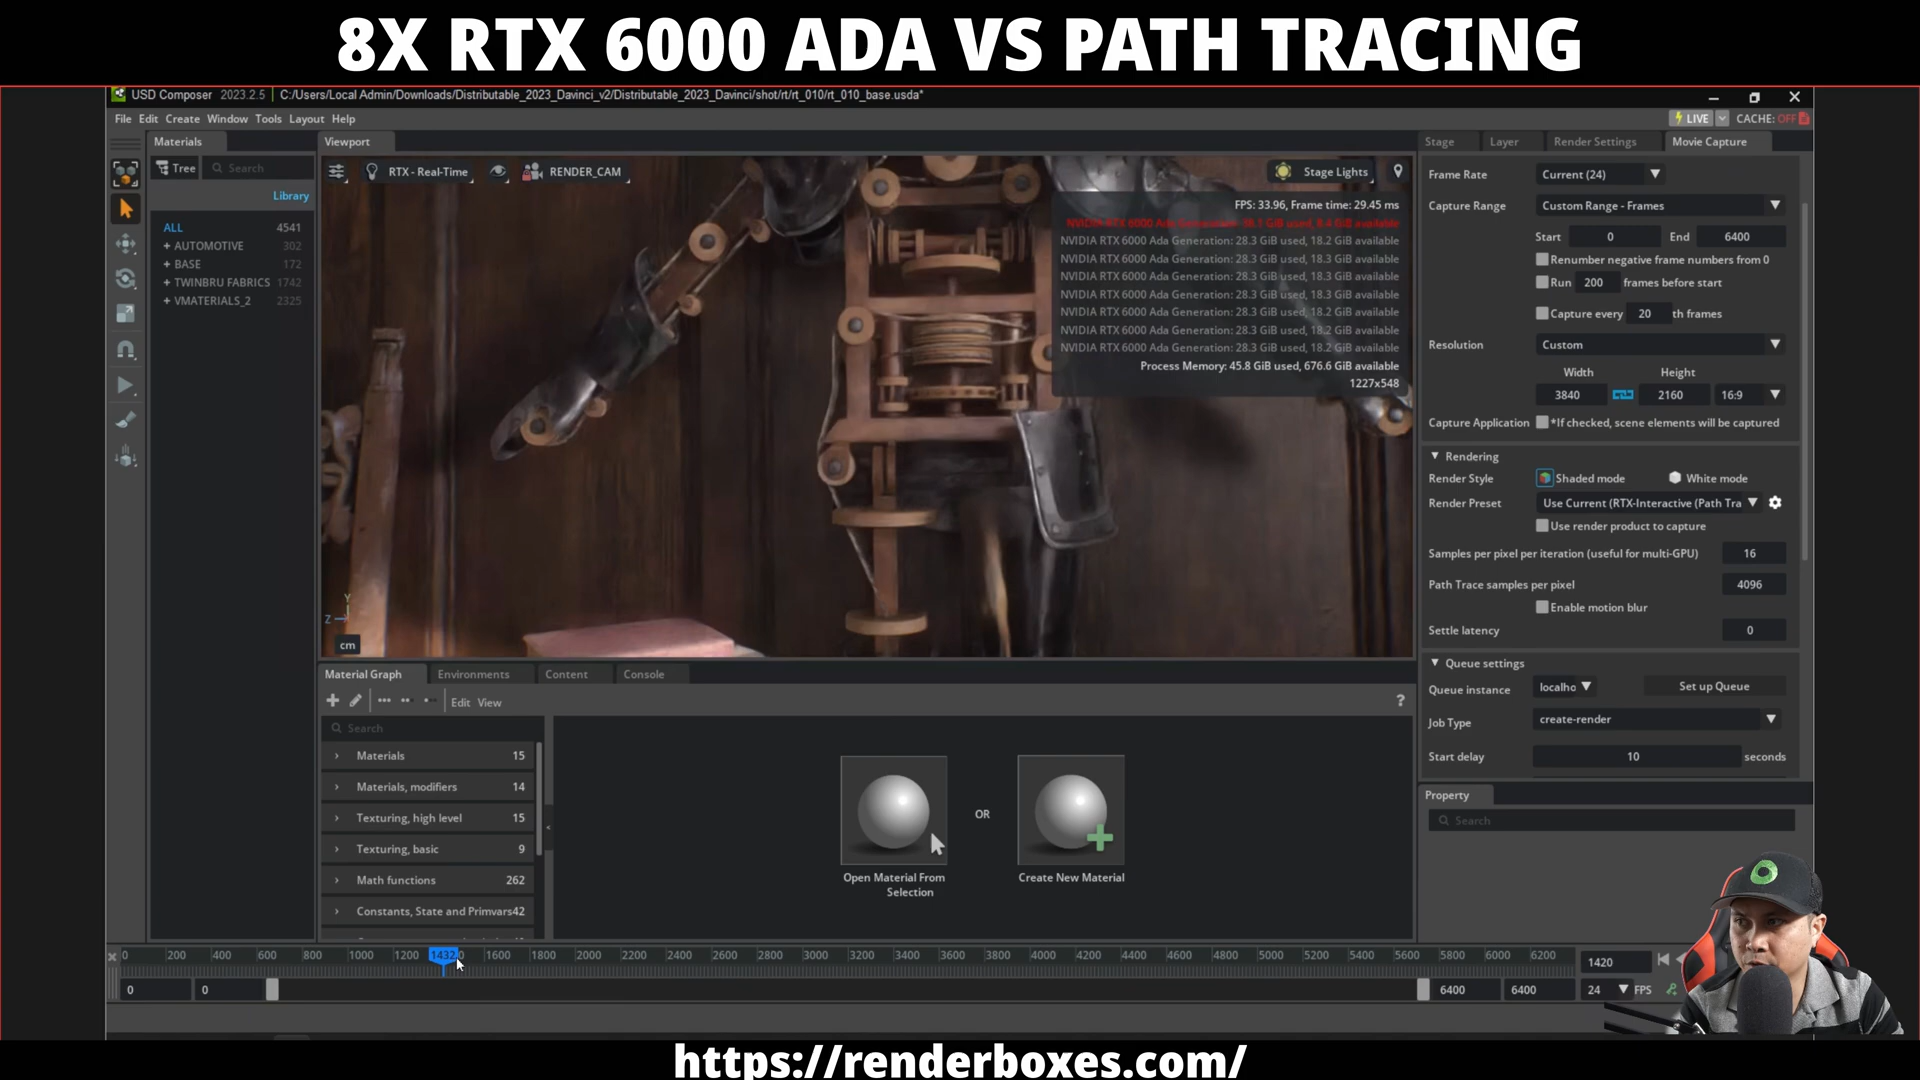 8X RTX 6000 ADA VS PATH TRACING
USD Composer 2023.2.5 C:/Users/Local Admin/Downloads/Distributable_2023_Davinci_v2/Distributable_2023_Davinci/shot/rt/rt_010/rt_010_base.usda*
File Edit Create Window Tools Layout Help
LIVE CACHE: OFF
Materials
Tree Search
Library
ALL 4541
+ AUTOMOTIVE 302
+ BASE 172
+ TWINBRU FABRICS 1742
+ VMATERIALS_2 2325
Viewport
RTX - Real-Time RENDER_CAM Stage Lights
FPS: 33.96, Frame time: 29.45 ms
NVIDIA RTX 6000 Ada Generation:
NVIDIA RTX 6000 Ada Generation: 28.3 GiB used, 18.2 GiB available
NVIDIA RTX 6000 Ada Generation: 28.3 GiB used, 18.3 GiB available
NVIDIA RTX 6000 Ada Generation: 28.3 GiB used, 18.3 GiB available
NVIDIA RTX 6000 Ada Generation: 28.3 GiB used, 18.3 GiB available
NVIDIA RTX 6000 Ada Generation: 28.3 GiB used, 18.2 GiB available
NVIDIA RTX 6000 Ada Generation: 28.3 GiB used, 18.2 GiB available
NVIDIA RTX 6000 Ada Generation: 28.3 GiB used, 18.2 GiB available
Process Memory: 45.8 GiB used, 676.6 GiB available
1227x548
Y
Z
cm
Material Graph Environments Content Console
Edit View ?
Search
Materials 15
Materials, modifiers 14
Texturing, high level 15
Texturing, basic 9
Math functions 262
Constants, State and Primvars42
Open Material From Selection
OR
Create New Material
Stage Layer Render Settings Movie Capture
Frame Rate Current (24)
Capture Range Custom Range - Frames
Start 0 End 6400
Renumber negative frame numbers from 0
Run 200 frames before start
Capture every 20 th frames
Resolution Custom
Width Height
3840 2160 16:9
Capture Application *If checked, scene elements will be captured
Rendering
Render Style Shaded mode White mode
Render Preset Use Current (RTX-Interactive (Path Tra
Use render product to capture
Samples per pixel per iteration (useful for multi-GPU) 16
Path Trace samples per pixel 4096
Enable motion blur
Settle latency 0
Queue settings
Queue instance localho Set up Queue
Job Type create-render
Start delay 10 seconds
Property
Search
0 200 400 600 800 1000 1200 1432.0 1600 1800 2000 2200 2400 2600 2800 3000 3200 3400 3600 3800 4000 4200 4400 4600 4800 5000 5200 5400 5600 5800 6000 6200
1420
0 0 6400 6400 24 FPS
https://renderboxes.com/